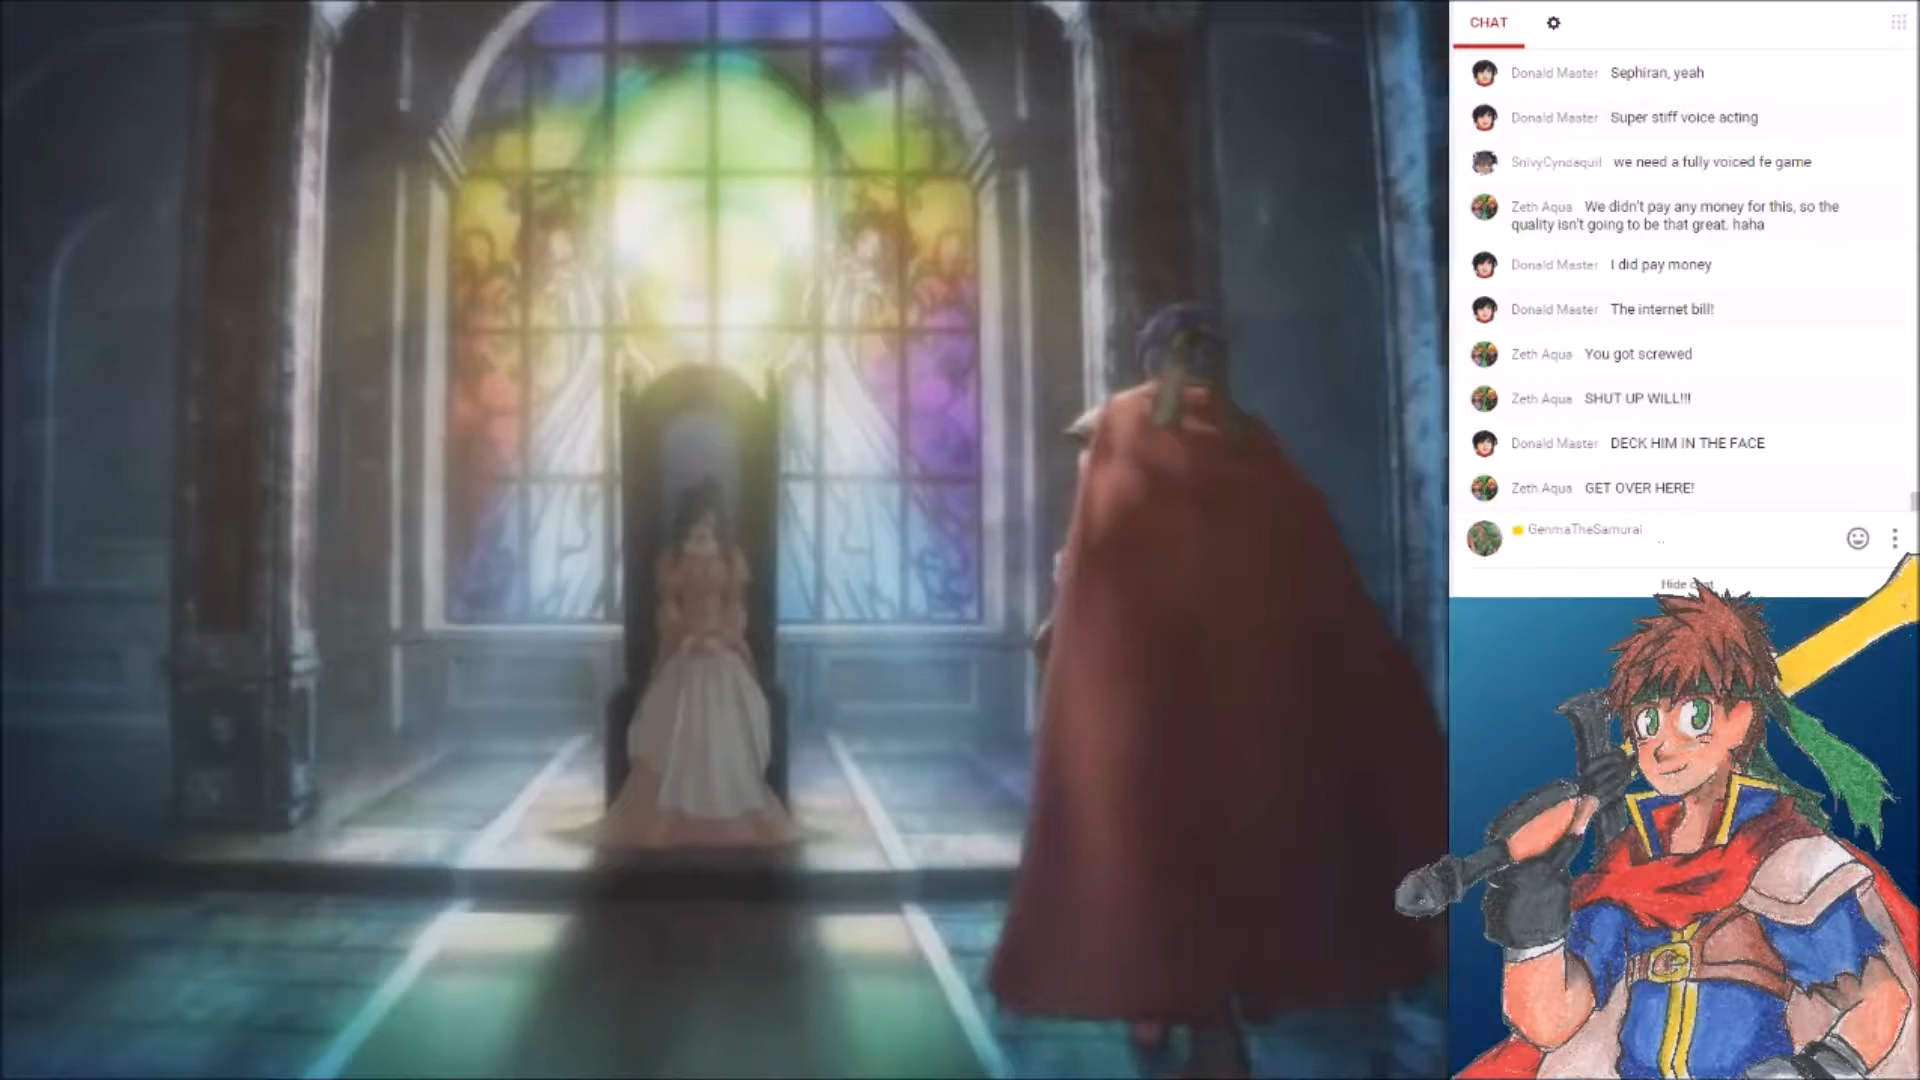 CHAT
Donald Master Sephiran, yeah
Donald Master Super stiff voice acting
SnivyCyndaquil we need a fully voiced fe game
Zeth Aqua We didn't pay any money for this, so the
quality isn't going to be that great. haha
Donald Master I did pay money
Donald Master The internet bill!
Zeth Aqua You got screwed
Zeth Aqua SHUT UP WILL!!!
Donald Master DECK HIM IN THE FACE
Zeth Aqua GET OVER HERE!
GenmaTheSamurai
Hide